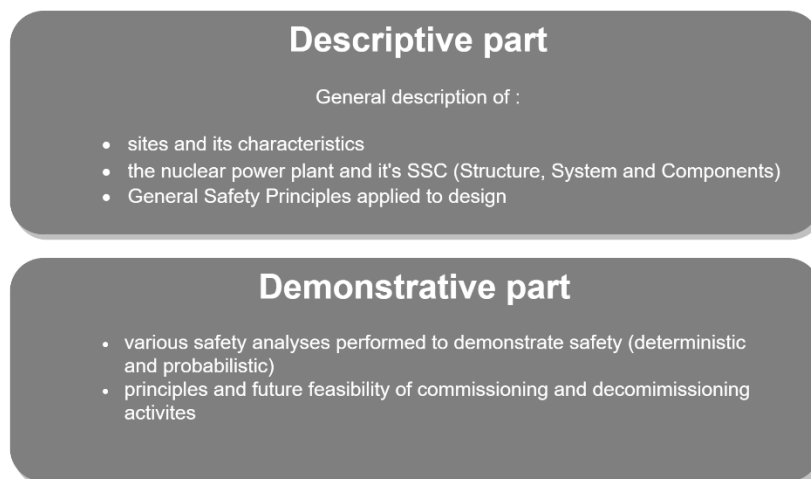 Descriptive part
General description of :
• sites and its characteristics
• the nuclear power plant and it's SSC (Structure, System and Components)
• General Safety Principles applied to design
Demonstrative part
• various safety analyses performed to demonstrate safety (deterministic
and probabilistic)
• principles and future feasibility of commissioning and decomimissioning
activites